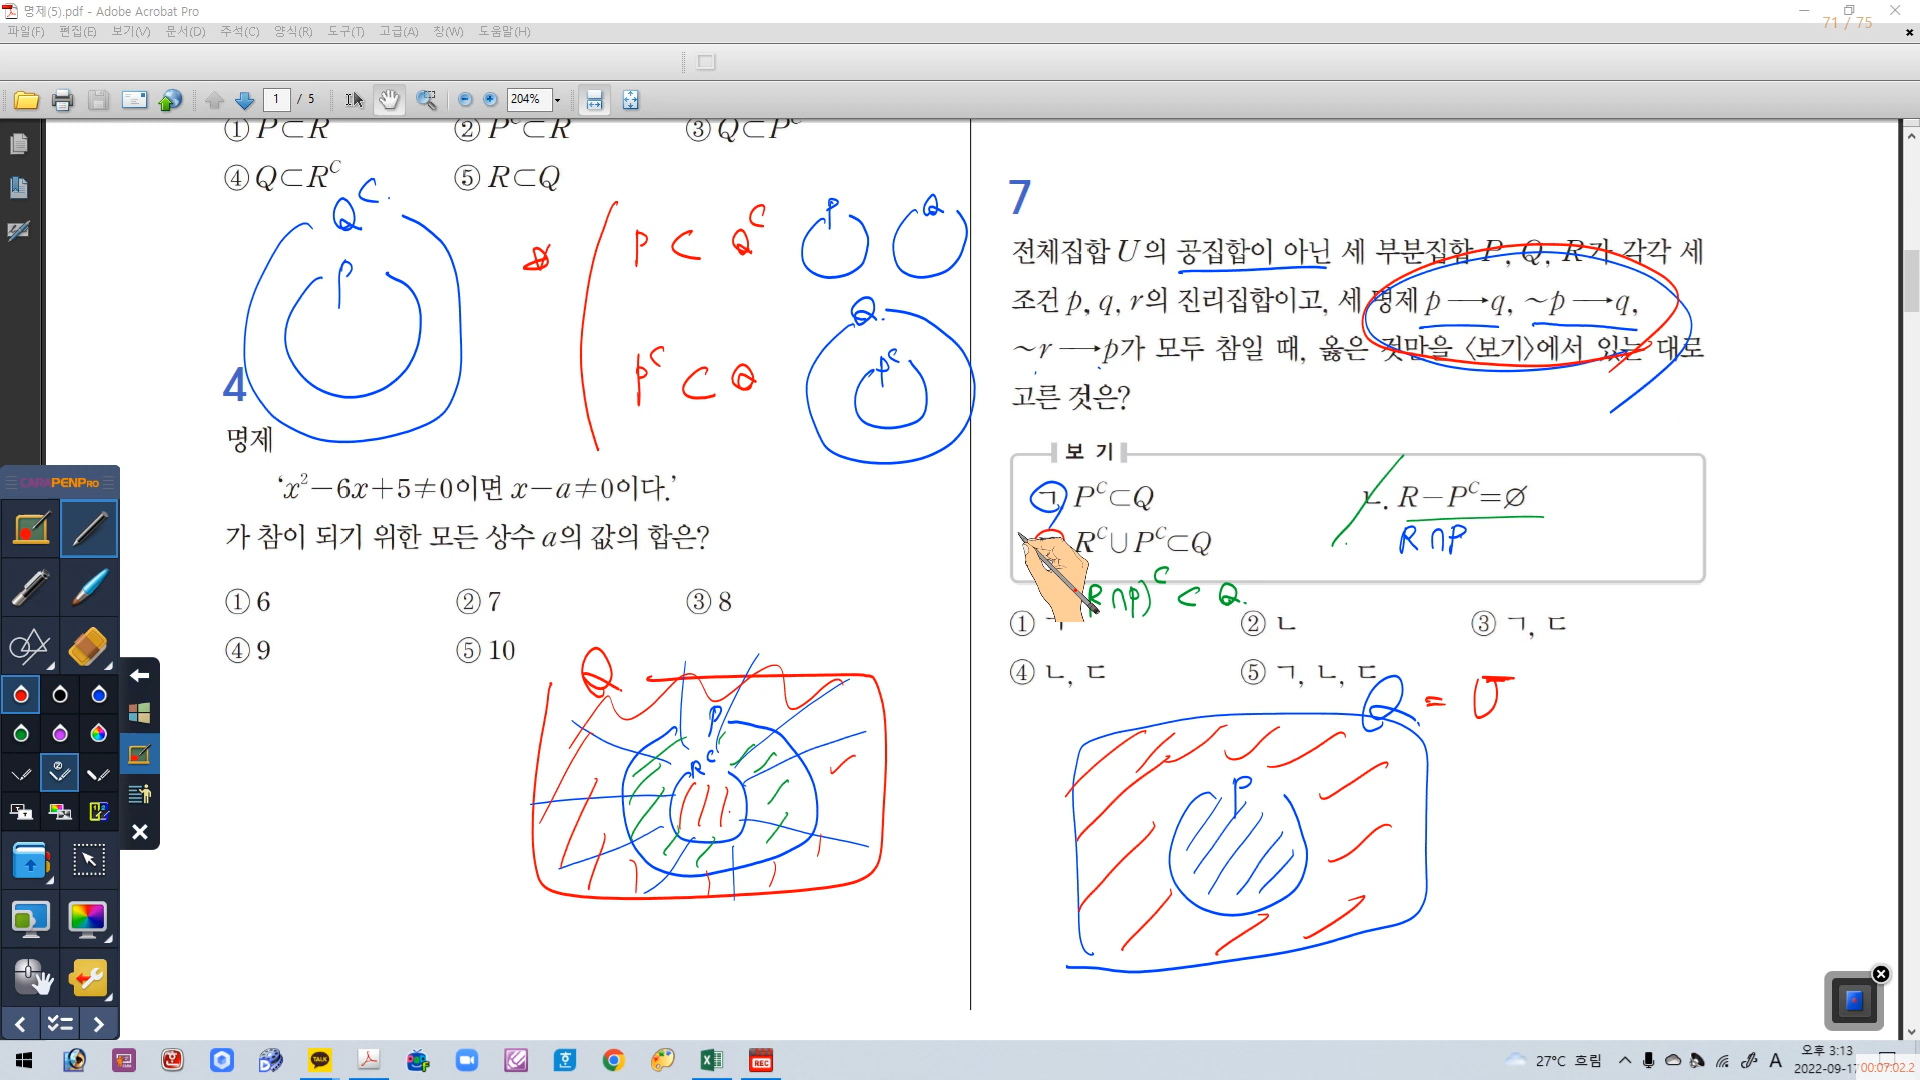 명제(5).pdf - Adobe Acrobat Pro
71 / 75
파일(F) 편집(E) 보기(V) 문서(D) 주석(C) 양식(R) 도구(T) 고급(A) 창(W) 도움말(H)
1 / 5 204%
① P⊂R ② P^C⊂R ③ Q⊂P^C
④ Q⊂R^C ⑤ R⊂Q
Q^C
P
P ⊂ Q^C
P Q
P^C ⊂ Q
Q
P^C
4
명제
‘x²−6x+5≠0이면 x−a≠0이다.’
가 참이 되기 위한 모든 상수 a의 값의 합은?
① 6 ② 7 ③ 8
④ 9 ⑤ 10
Q
P
R^C
7
전체집합 U의 공집합이 아닌 세 부분집합 P, Q, R가 각각 세
조건 p, q, r의 진리집합이고, 세 명제 p→q, ~p→q,
~r→p가 모두 참일 때, 옳은 것만을 <보기>에서 있는 대로
고른 것은?
보 기
ㄱ. P^C⊂Q ㄴ. R−P^C=∅
R∩P
R^C∪P^C⊂Q
R∩P)^C ⊂ Q.
① ㄱ ② ㄴ ③ ㄱ, ㄷ
④ ㄴ, ㄷ ⑤ ㄱ, ㄴ, ㄷ
Q = U
P
CARAPENPRO
TALK
REC
27°C 흐림
A
오후 3:13
2022-09-17
00:07:02.2